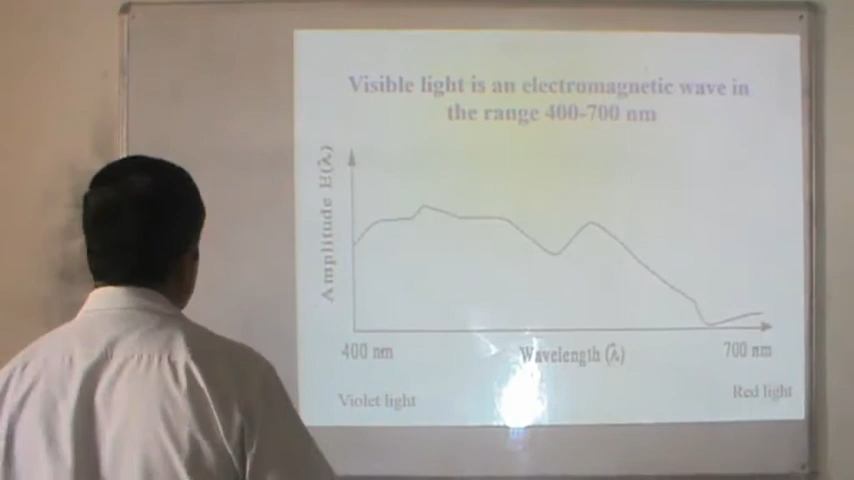 Visible light is an electromagnetic wave in
the range 400-700 nm
Amplitude E(λ)
400 nm
Wavelength (λ)
700 nm
Violet light
Red light